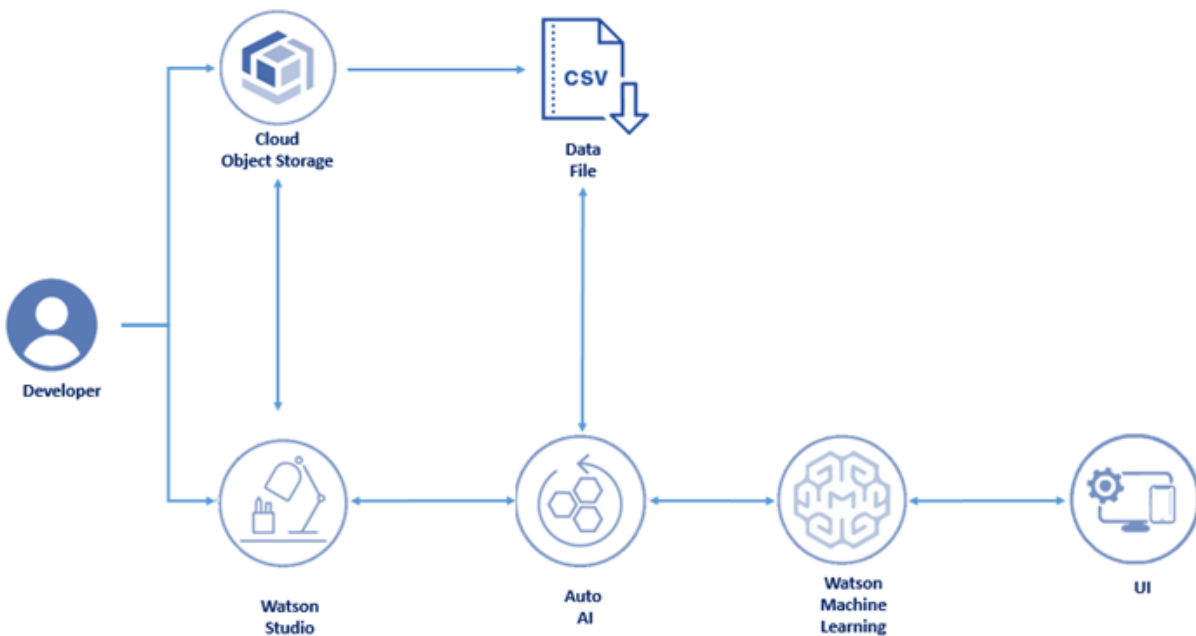 CSV
Cloud
Object Storage
Data
File
Developer
Watson
Studio
Auto
AI
Watson
Machine
Learning
UI